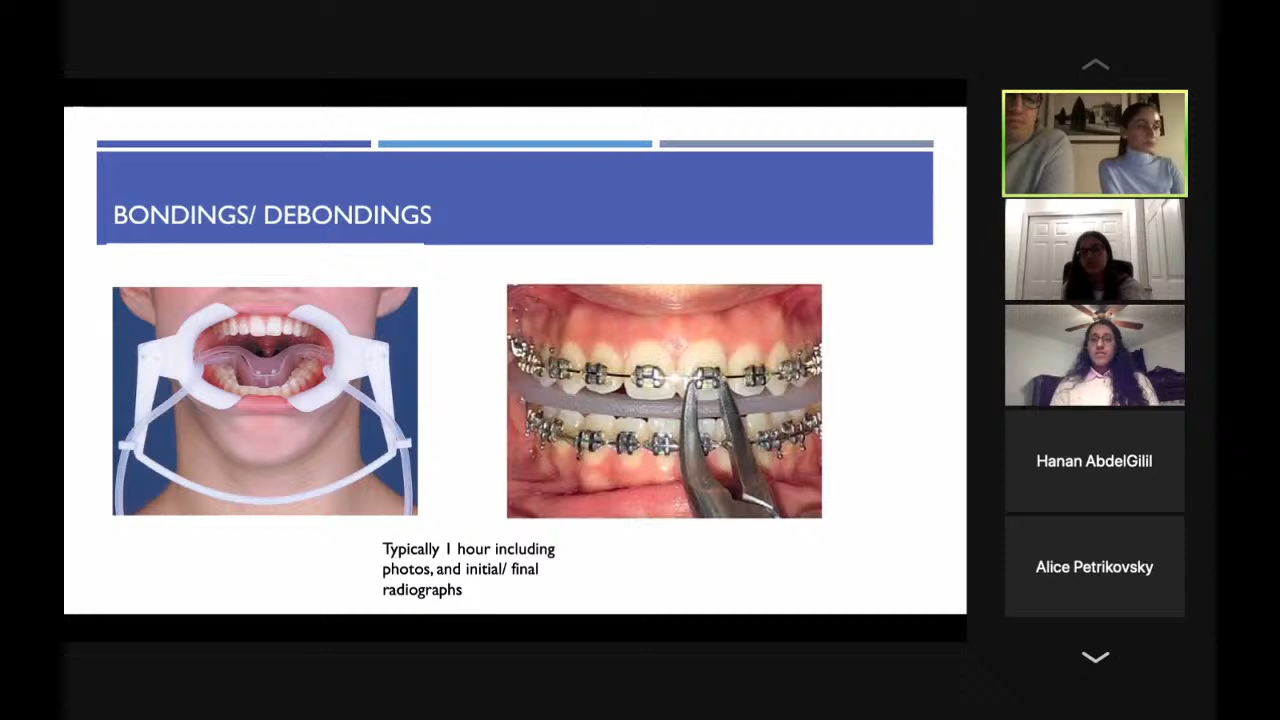 BONDINGS/ DEBONDINGS
Typically 1 hour including
photos, and initial/ final
radiographs
Hanan AbdelGilil
Alice Petrikovsky